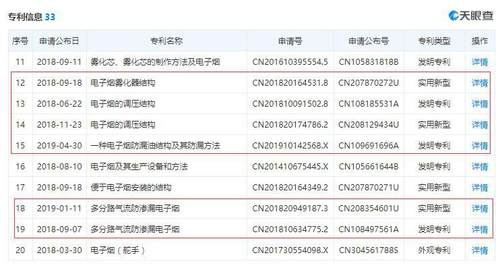 专利信息 33
天眼查
序号 申请公布日 专利名称 申请号 申请公布号 专利类型 操作
11 2018-09-11 雾化芯、雾化芯的制作方法及电子烟 CN201610395554.5 CN105831818B 发明专利 详情
12 2018-09-18 电子烟雾化器结构 CN201820164531.8 CN207870272U 实用新型 详情
13 2018-06-22 电子烟的调压结构 CN201810091502.8 CN108185531A 发明专利 详情
14 2018-11-23 电子烟的调压结构 CN201820174786.2 CN208129434U 实用新型 详情
15 2019-04-30 一种电子烟防漏油结构及其防漏方法 CN201910142568.X CN109691696A 发明专利 详情
16 2018-08-10 电子烟及其生产设备和方法 CN201410675445.X CN105661644B 发明专利 详情
17 2018-09-18 便于电子烟安装的结构 CN201820164349.2 CN207870271U 实用新型 详情
18 2019-01-11 多分路气流防渗漏电子烟 CN201820949187.3 CN208354601U 实用新型 详情
19 2018-09-07 多分路气流防渗漏电子烟 CN201810634775.2 CN108497561A 发明专利 详情
20 2018-03-30 电子烟（舵手） CN201730554098.X CN304561788S 外观专利 详情